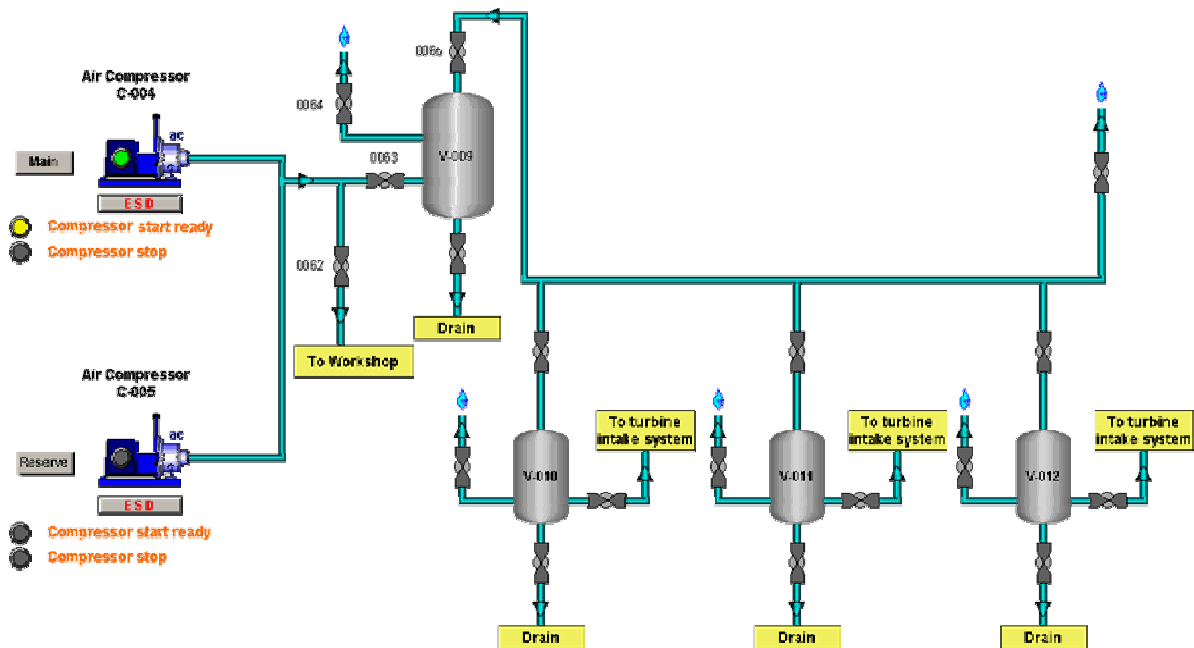 0065
Air Compressor
C-004
0064
ac
Main
0063
V-009
ESD
Compressor start ready
Compressor stop
0062
Drain
To Workshop
Air Compressor
C-005
ac
Reserve
ESD
Compressor start ready
Compressor stop
To turbine
intake system
To turbine
intake system
To turbine
intake system
V-010
V-011
V-012
Drain
Drain
Drain